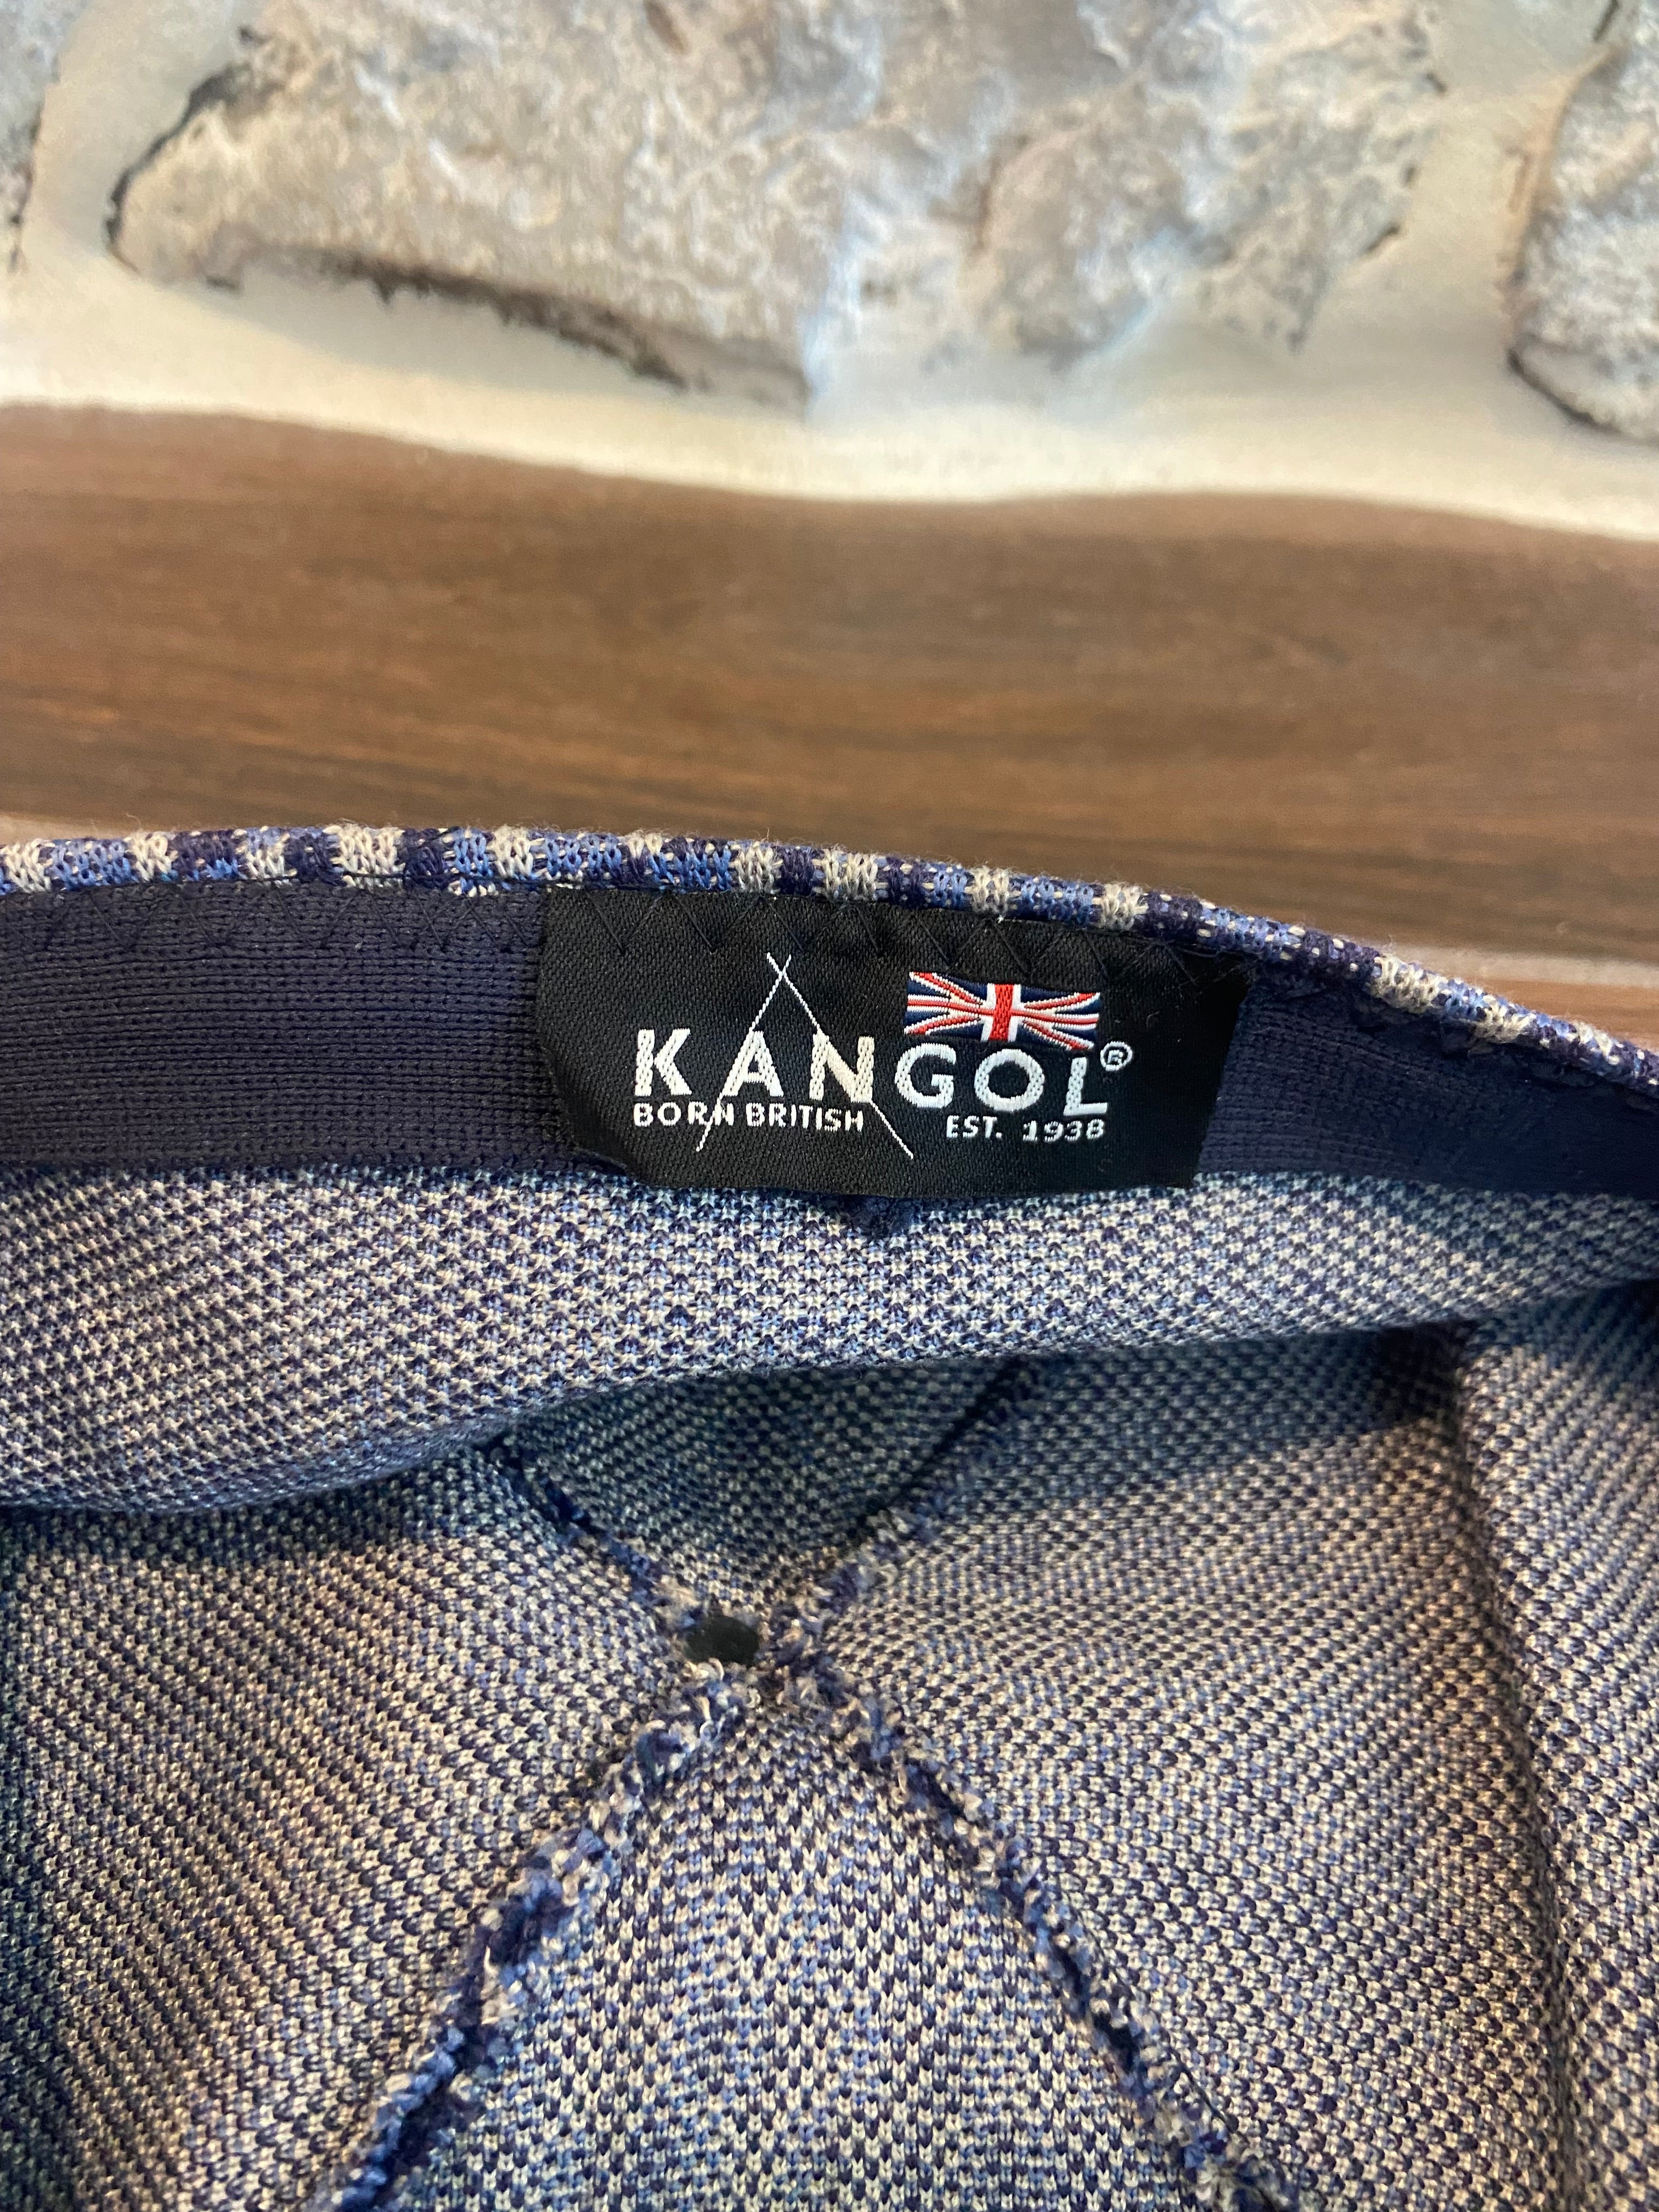 KANGOL®
BORN BRITISH EST. 1938